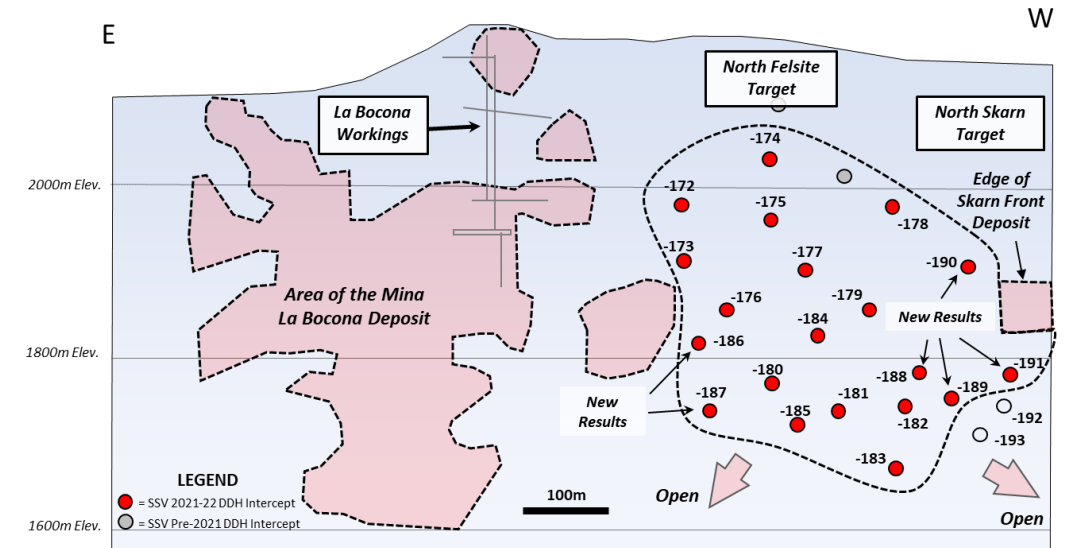 E
W
La Bocona
Workings
North Felsite
Target
North Skarn
Target
Edge of
Skarn Front
Deposit
2000m Elev.
-174
-172
-175
-178
-173
-177
-190
Area of the Mina
La Bocona Deposit
-176
-179
New Results
-184
-186
1800m Elev.
-191
-180
-188
-189
-187
-181
-192
New
Results
-185
-182
-193
-183
LEGEND
= SSV 2021-22 DDH Intercept
= SSV Pre-2021 DDH Intercept
100m
Open
Open
1600m Elev.